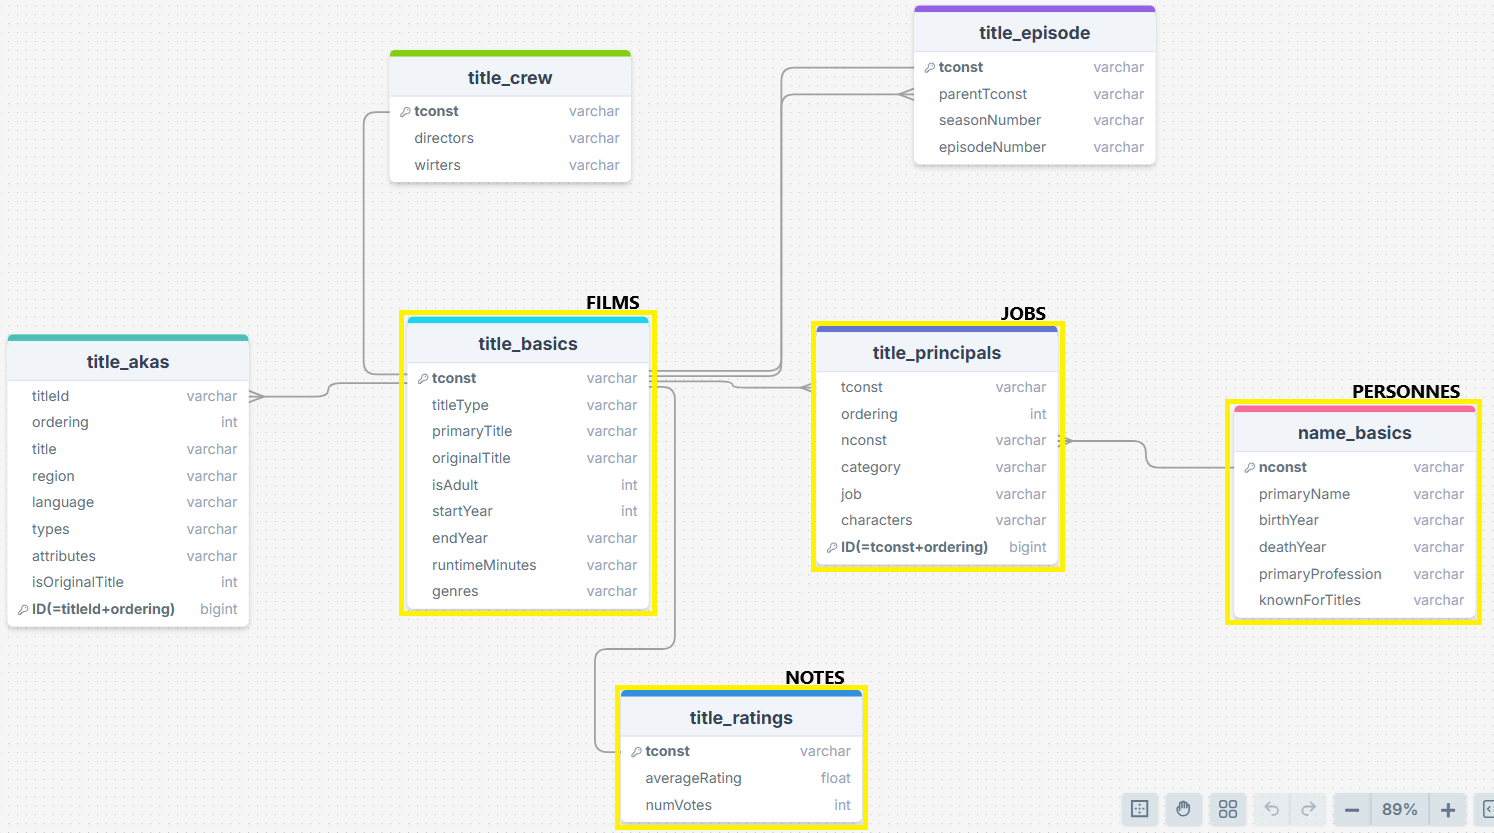 title_crew
tconst varchar
directors varchar
wirters varchar
title_episode
tconst varchar
parentTconst varchar
seasonNumber varchar
episodeNumber varchar
title_akas
titleId varchar
ordering int
title varchar
region varchar
language varchar
types varchar
attributes varchar
isOriginalTitle int
ID(=titleId+ordering) bigint
FILMS
title_basics
tconst varchar
titleType varchar
primaryTitle varchar
originalTitle varchar
isAdult int
startYear int
endYear varchar
runtimeMinutes varchar
genres varchar
JOBS
title_principals
tconst varchar
ordering int
nconst varchar
category varchar
job varchar
characters varchar
ID(=tconst+ordering) bigint
PERSONNES
name_basics
nconst varchar
primaryName varchar
birthYear varchar
deathYear varchar
primaryProfession varchar
knownForTitles varchar
NOTES
title_ratings
tconst varchar
averageRating float
numVotes int
89%